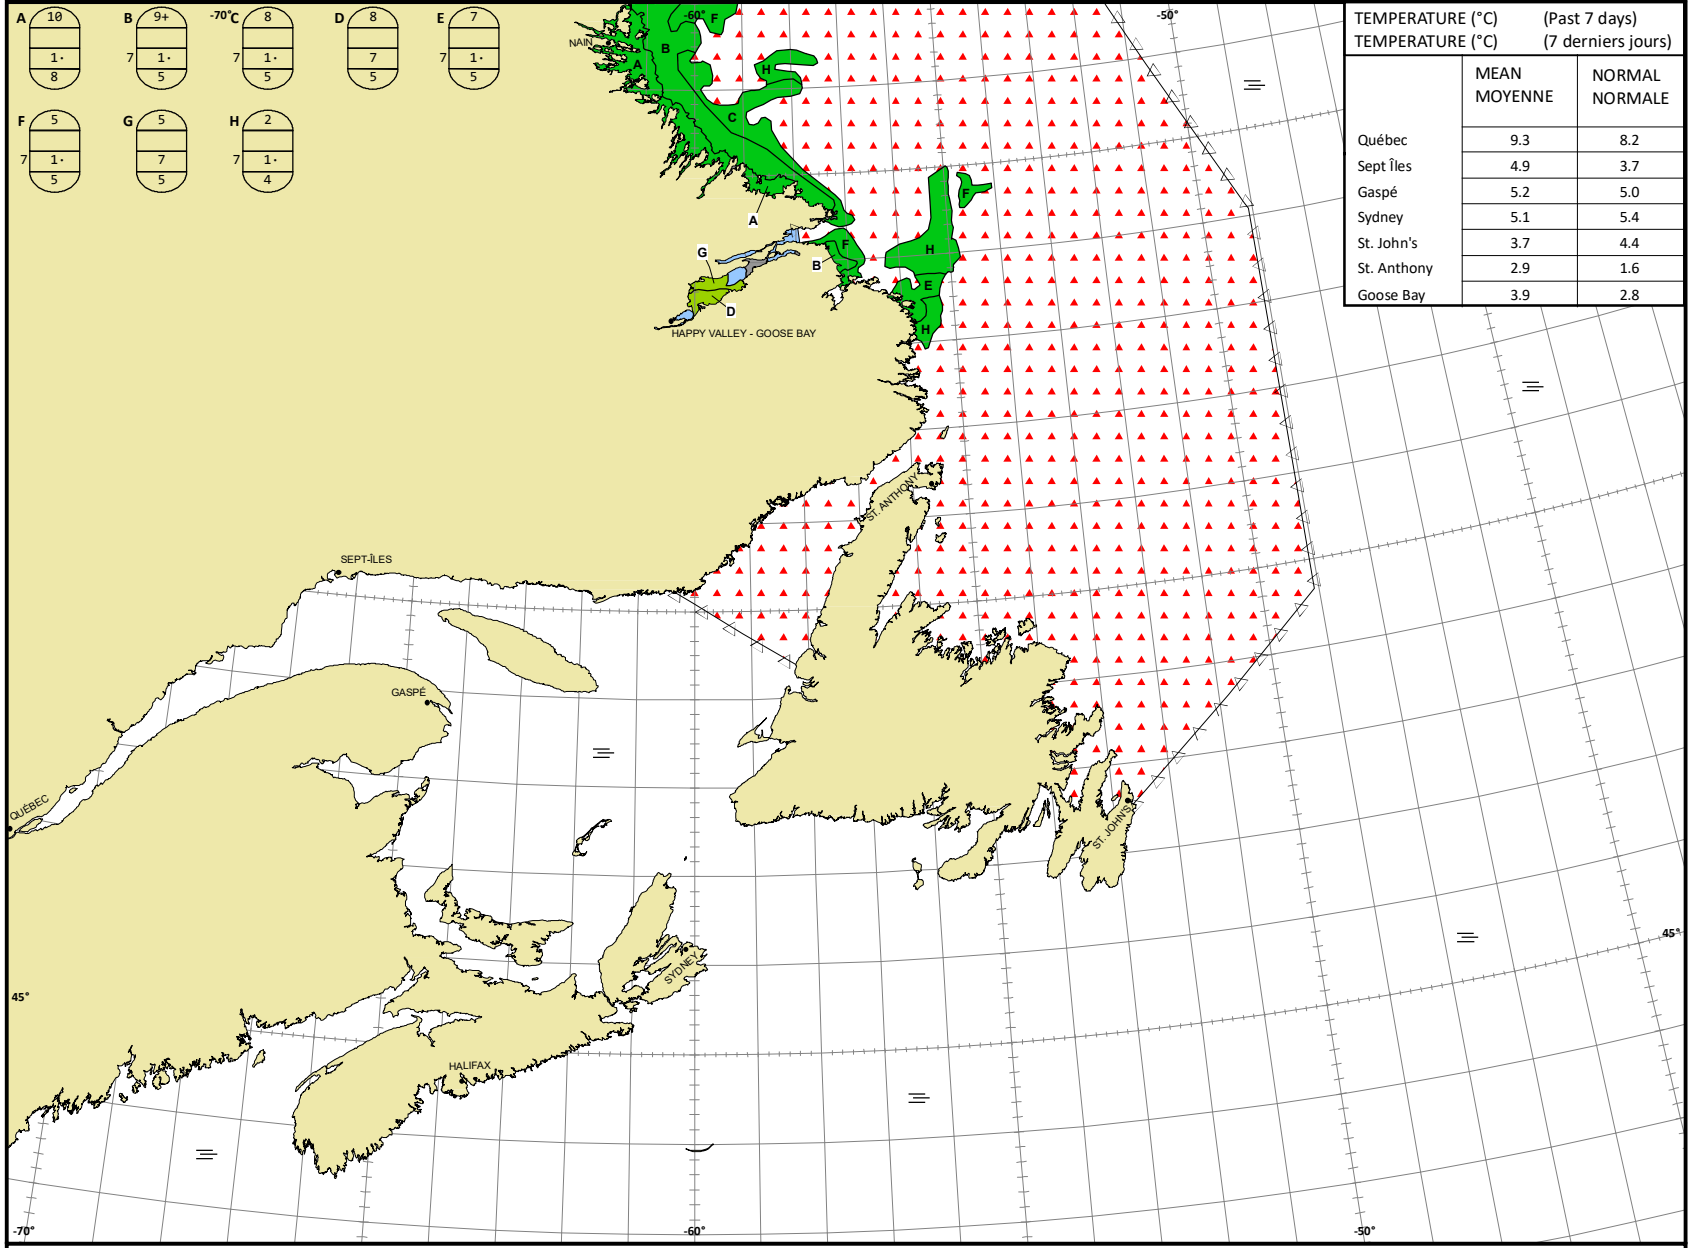 A 10 B 9+ -70° C 8 D 8 E 7
1· 7 1· 7 1· 7 7 1·
8 5 5 5 5
F 5 G 5 H 2
7 1· 7 7 1·
5 5 4
-60° -50°
TEMPERATURE (°C) (Past 7 days)
TEMPERATURE (°C) (7 derniers jours)
MEAN NORMAL
MOYENNE NORMALE
Québec 9.3 8.2
Sept Îles 4.9 3.7
Gaspé 5.2 5.0
Sydney 5.1 5.4
St. John's 3.7 4.4
St. Anthony 2.9 1.6
Goose Bay 3.9 2.8
F
NAIN
B
A
H
C
F
A
F
H
G
B
E
D
H
HAPPY VALLEY - GOOSE BAY
ST. ANTHONY
SEPT-ÎLES
GASPÉ
QUÉBEC
ST. JOHN'S
45°
SYDNEY
45°
HALIFAX
-70° -60° -50°